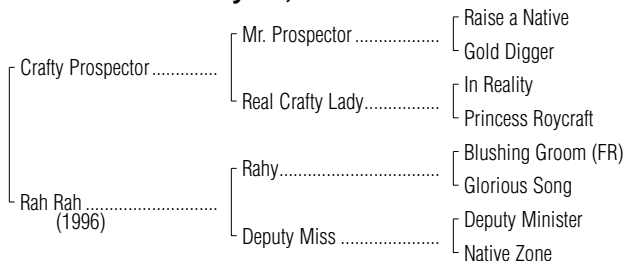 Raise a Native
Mr. Prospector ..............
Gold Digger
Crafty Prospector .............
In Reality
Real Crafty Lady ................
Princess Roycraft
Blushing Groom (FR)
Rahy ..................................
Glorious Song
Rah Rah ..........................
(1996)
Deputy Minister
Deputy Miss .....................
Native Zone